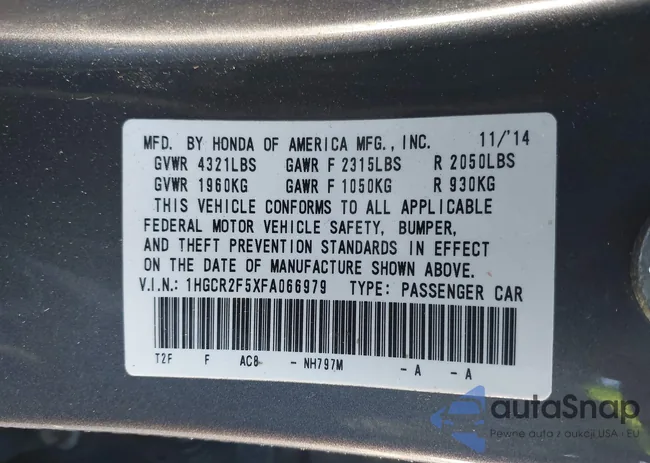 MFD. BY HONDA OF AMERICA MFG., INC. 11/'14
GVWR 4321LBS GAWR F 2315LBS R 2050LBS
GVWR 1960KG GAWR F 1050KG R 930KG
THIS VEHICLE CONFORMS TO ALL APPLICABLE
FEDERAL MOTOR VEHICLE SAFETY, BUMPER,
AND THEFT PREVENTION STANDARDS IN EFFECT
ON THE DATE OF MANUFACTURE SHOWN ABOVE.
V.I.N.: 1HGCR2F5XFA066979 TYPE: PASSENGER CAR
T2F F AC8 - NH797M - A - A
autaSnap
Pewne auta z aukcji USA i EU